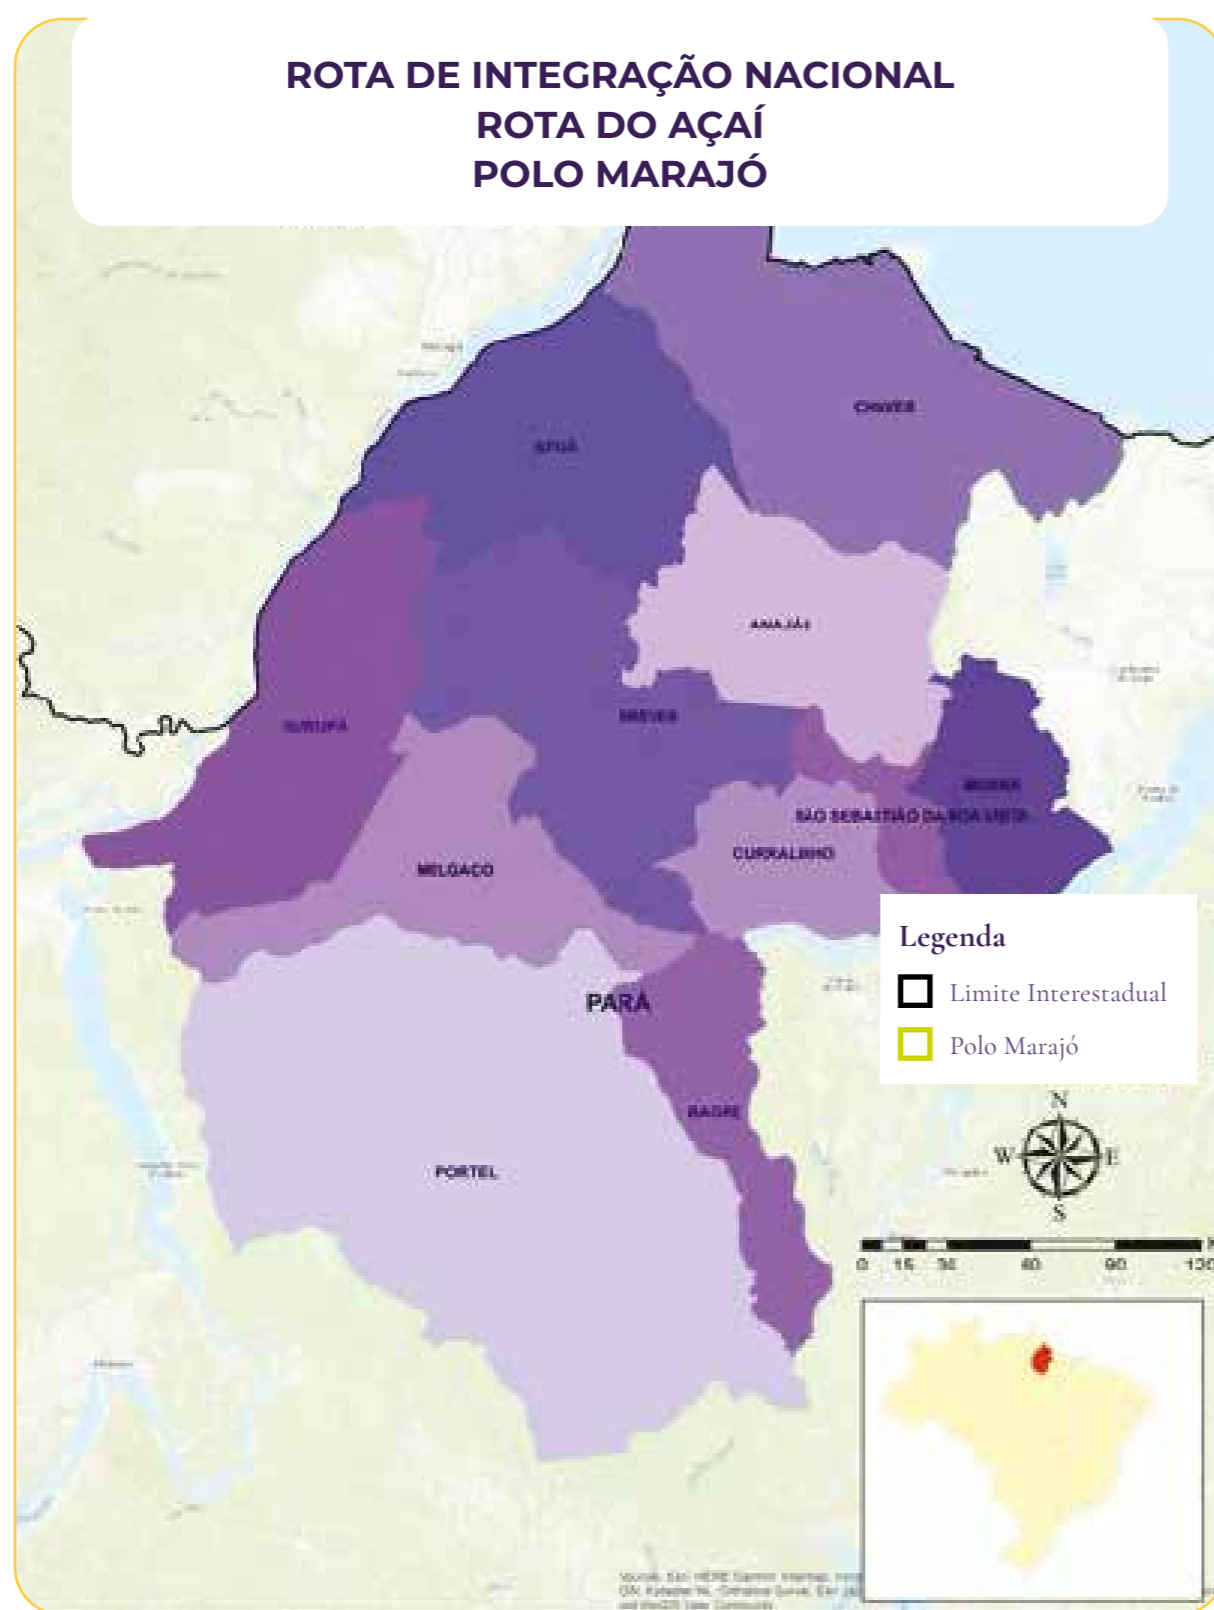 ROTA DE INTEGRAÇÃO NACIONAL
ROTA DO AÇAÍ
POLO MARAJÓ
CHAVES
AFUÁ
ANAJÁS
GURUPÁ
BREVES
MUANÁ
SÃO SEBASTIÃO DA BOA VISTA
CURRALINHO
MELGAÇO
PARÁ
BAGRE
PORTEL
Legenda
Limite Interestadual
Polo Marajó
N
W E
S
0 15 30 60 90 120